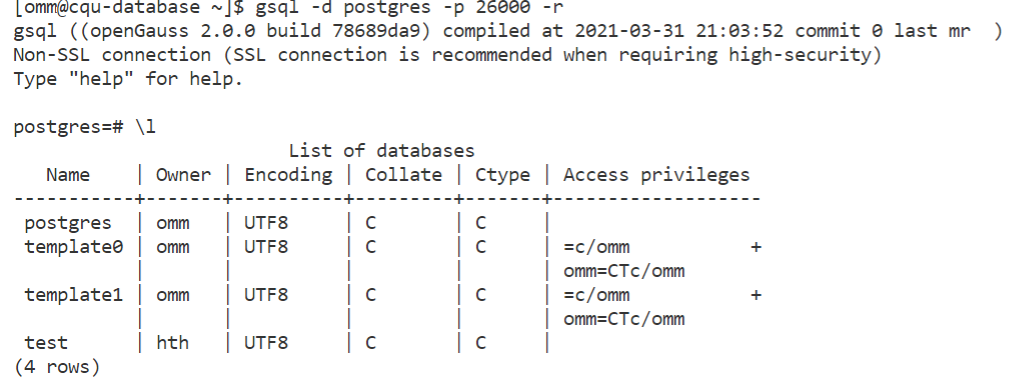 [omm@cqu-database ~]$ gsql -d postgres -p 26000 -r
gsql ((openGauss 2.0.0 build 78689da9) compiled at 2021-03-31 21:03:52 commit 0 last mr  )
Non-SSL connection (SSL connection is recommended when requiring high-security)
Type "help" for help.

postgres=# \l
                         List of databases
   Name    | Owner | Encoding | Collate | Ctype | Access privileges
-----------+-------+----------+---------+-------+-------------------
 postgres  | omm   | UTF8     | C       | C     |
 template0 | omm   | UTF8     | C       | C     | =c/omm           +
           |       |          |         |       | omm=CTc/omm
 template1 | omm   | UTF8     | C       | C     | =c/omm           +
           |       |          |         |       | omm=CTc/omm
 test      | hth   | UTF8     | C       | C     |
(4 rows)